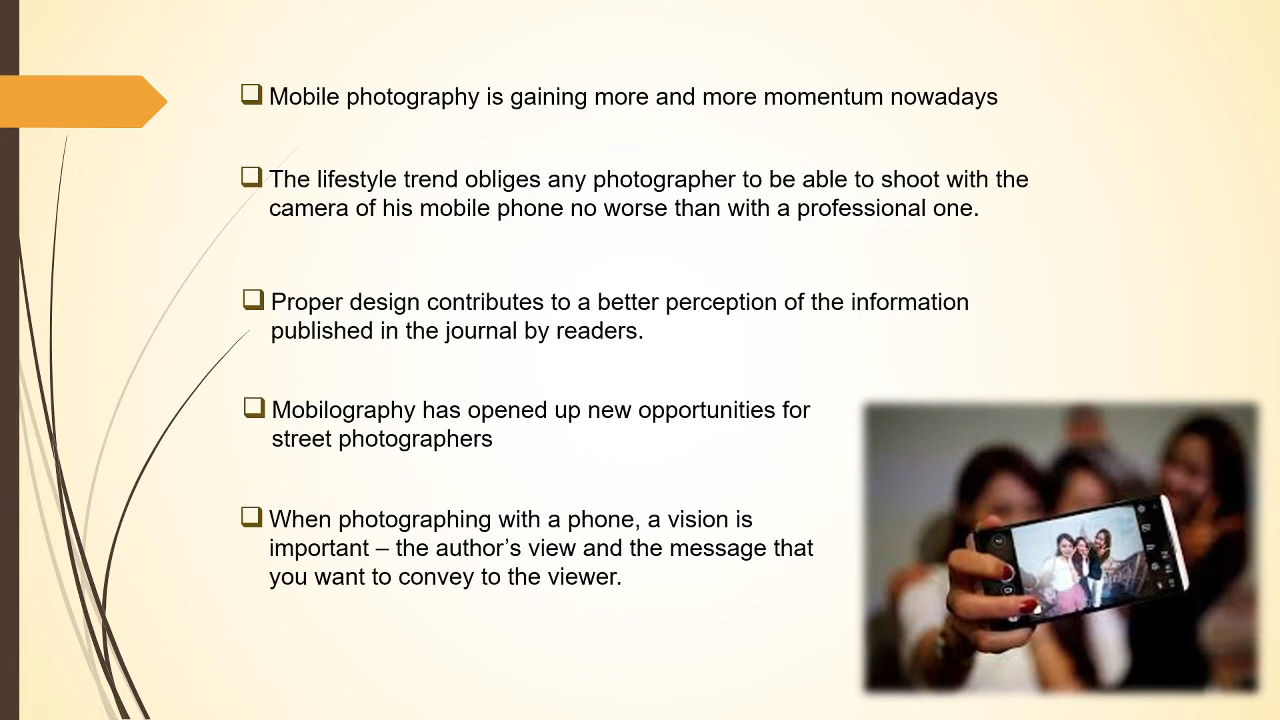 Mobile photography is gaining more and more momentum nowadays
The lifestyle trend obliges any photographer to be able to shoot with the
camera of his mobile phone no worse than with a professional one.
Proper design contributes to a better perception of the information
published in the journal by readers.
Mobilography has opened up new opportunities for
street photographers
When photographing with a phone, a vision is
important – the author’s view and the message that
you want to convey to the viewer.